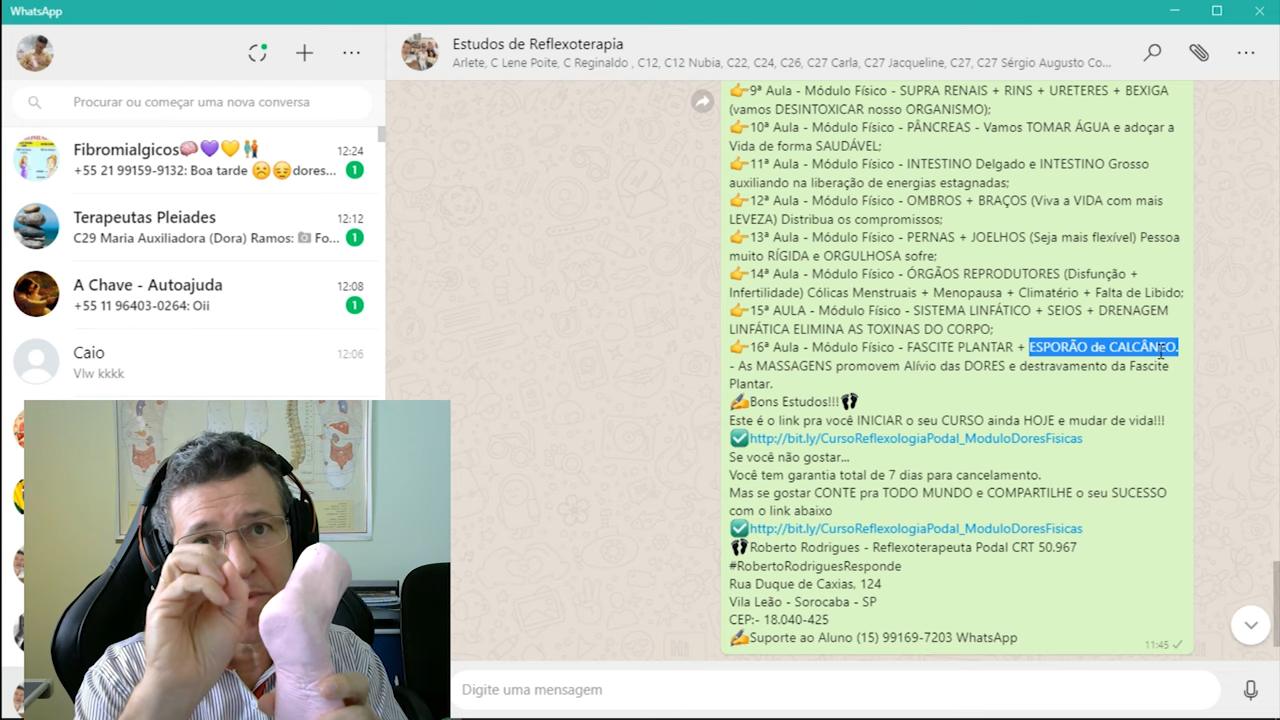 WhatsApp
Estudos de Reflexoterapia
Arlete, C Lene Poite, C Reginaldo , C12, C12 Nubia, C22, C24, C26, C27 Carla, C27 Jacqueline, C27, C27 Sérgio Augusto Co...
Procurar ou começar uma nova conversa
Fibromialgicos🧠💜💛👫 12:24
+55 21 99159-9132: Boa tarde ☹️😔dores... 1
Terapeutas Pleiades 12:12
C29 Maria Auxiliadora (Dora) Ramos: 📷 Fo... 1
A Chave - Autoajuda 12:08
+55 11 96403-0264: Oii 1
Caio 12:06
Vlw kkkk
👉9ª Aula - Módulo Físico - SUPRA RENAIS + RINS + URETERES + BEXIGA
(vamos DESINTOXICAR nosso ORGANISMO);
👉10ª Aula - Módulo Físico - PÂNCREAS - Vamos TOMAR ÁGUA e adoçar a
Vida de forma SAUDÁVEL;
👉11ª Aula - Módulo Físico - INTESTINO Delgado e INTESTINO Grosso
auxiliando na liberação de energias estagnadas;
👉12ª Aula - Módulo Físico - OMBROS + BRAÇOS (Viva a VIDA com mais
LEVEZA) Distribua os compromissos;
👉13ª Aula - Módulo Físico - PERNAS + JOELHOS (Seja mais flexível) Pessoa
muito RÍGIDA e ORGULHOSA sofre;
👉14ª Aula - Módulo Físico - ÓRGÃOS REPRODUTORES (Disfunção +
Infertilidade) Cólicas Menstruais + Menopausa + Climatério + Falta de Libido;
👉15ª AULA - Módulo Físico - SISTEMA LINFÁTICO + SEIOS + DRENAGEM
LINFÁTICA ELIMINA AS TOXINAS DO CORPO;
👉16ª Aula - Módulo Físico - FASCITE PLANTAR + ESPORÃO de CALCÂNEO.
- As MASSAGENS promovem Alívio das DORES e destravamento da Fascite
Plantar.
✍️Bons Estudos!!!👣
Este é o link pra você INICIAR o seu CURSO ainda HOJE e mudar de vida!!!
✅http://bit.ly/CursoReflexologiaPodal_ModuloDoresFisicas
Se você não gostar...
Você tem garantia total de 7 dias para cancelamento.
Mas se gostar CONTE pra TODO MUNDO e COMPARTILHE o seu SUCESSO
com o link abaixo
✅http://bit.ly/CursoReflexologiaPodal_ModuloDoresFisicas
👣Roberto Rodrigues - Reflexoterapeuta Podal CRT 50.967
#RobertoRodriguesResponde
Rua Duque de Caxias, 124
Vila Leão - Sorocaba - SP
CEP:- 18.040-425
✍️Suporte ao Aluno (15) 99169-7203 WhatsApp
11:45
Digite uma mensagem